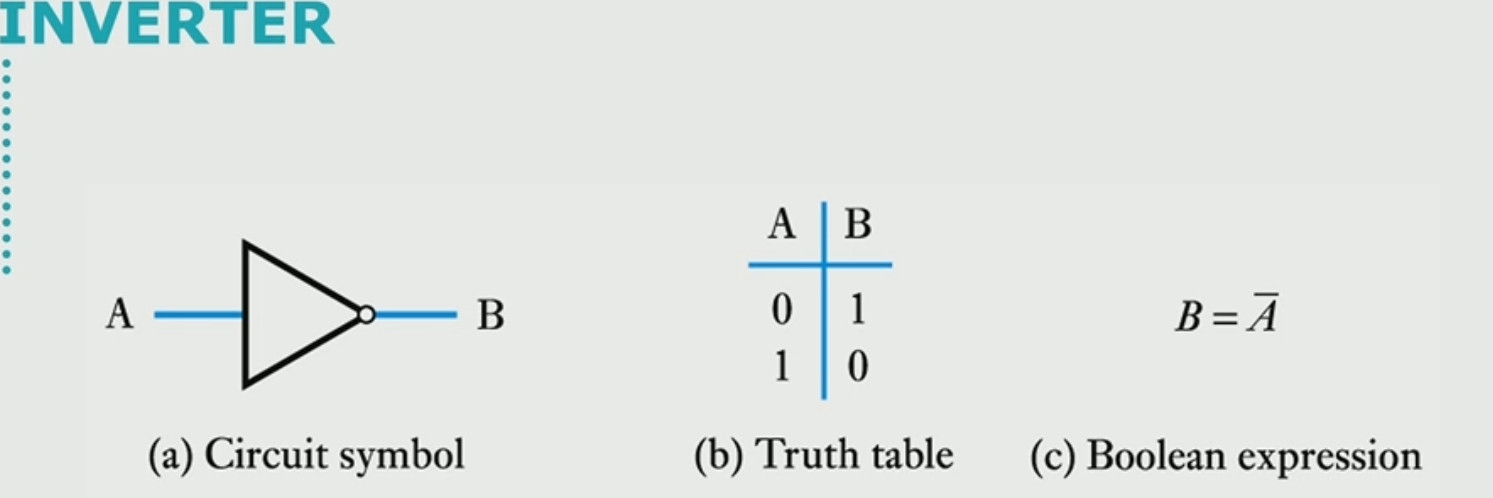 INVERTER
A B
A B
0 1
1 0
B = A̅
(a) Circuit symbol
(b) Truth table
(c) Boolean expression